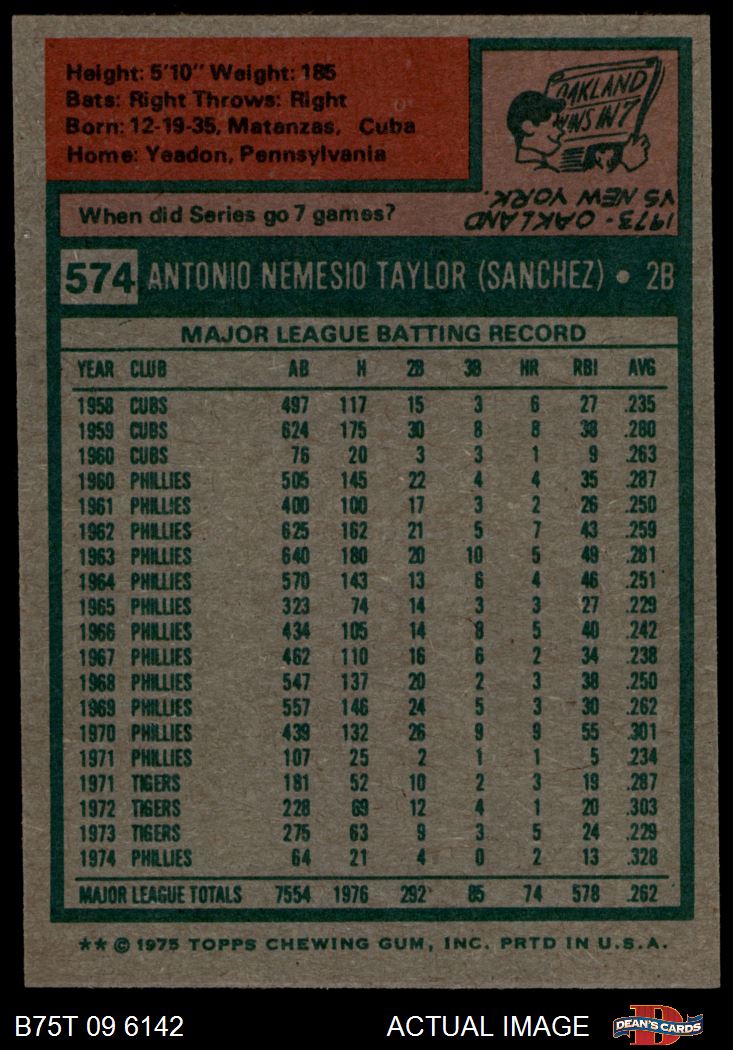 Height: 5'10" Weight: 185
Bats: Right Throws: Right
Born: 12-19-35, Matanzas, Cuba
Home: Yeadon, Pennsylvania
OAKLAND
WINS IN 7
When did Series go 7 games?
1973 - OAKLAND
VS NEW YORK.
574 ANTONIO NEMESIO TAYLOR (SANCHEZ) • 2B
MAJOR LEAGUE BATTING RECORD
YEAR CLUB AB H 2B 3B HR RBI AVG
1958 CUBS 497 117 15 3 6 27 .235
1959 CUBS 624 175 30 8 8 38 .280
1960 CUBS 76 20 3 3 1 9 .263
1960 PHILLIES 505 145 22 4 4 35 .287
1961 PHILLIES 400 100 17 3 2 26 .250
1962 PHILLIES 625 162 21 5 7 43 .259
1963 PHILLIES 640 180 20 10 5 49 .281
1964 PHILLIES 570 143 13 6 4 46 .251
1965 PHILLIES 323 74 14 3 3 27 .229
1966 PHILLIES 434 105 14 8 5 40 .242
1967 PHILLIES 462 110 16 6 2 34 .238
1968 PHILLIES 547 137 20 2 3 38 .250
1969 PHILLIES 557 146 24 5 3 30 .262
1970 PHILLIES 439 132 26 9 9 55 .301
1971 PHILLIES 107 25 2 1 1 5 .234
1971 TIGERS 181 52 10 2 3 19 .287
1972 TIGERS 228 69 12 4 1 20 .303
1973 TIGERS 275 63 9 3 5 24 .229
1974 PHILLIES 64 21 4 0 2 13 .328
MAJOR LEAGUE TOTALS 7554 1976 292 85 74 578 .262
** © 1975 TOPPS CHEWING GUM, INC. PRTD IN U.S.A.
B75T 09 6142 ACTUAL IMAGE DEAN'S CARDS